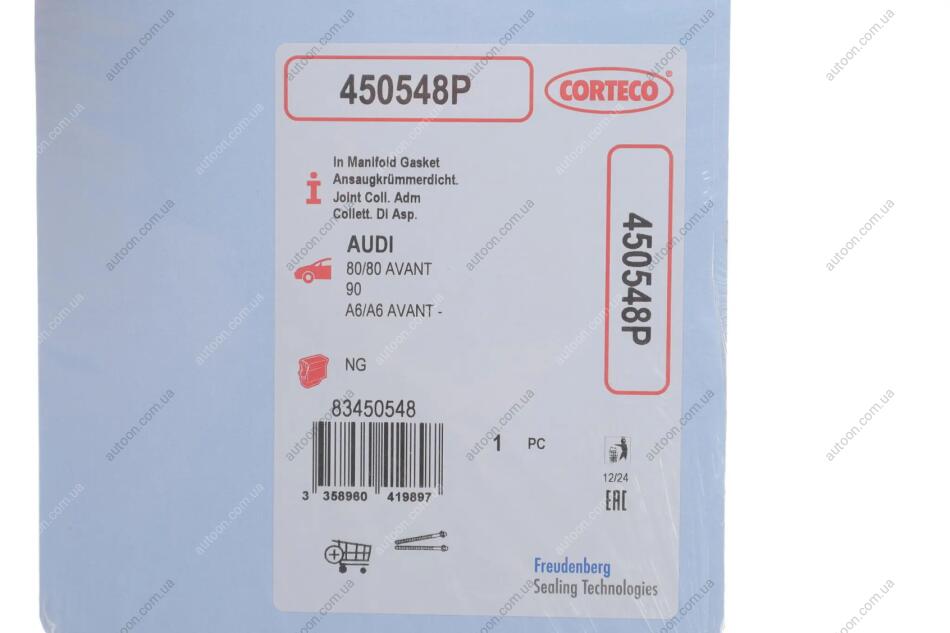 450548P
CORTECO®
In Manifold Gasket
Ansaugkrümmerdicht.
Joint Coll. Adm
Collett. Di Asp.
AUDI
80/80 AVANT
90
A6/A6 AVANT -
450548P
NG
83450548
1 PC
3 358960 419897
12/24
EAC
Freudenberg
Sealing Technologies
autoon.com.ua